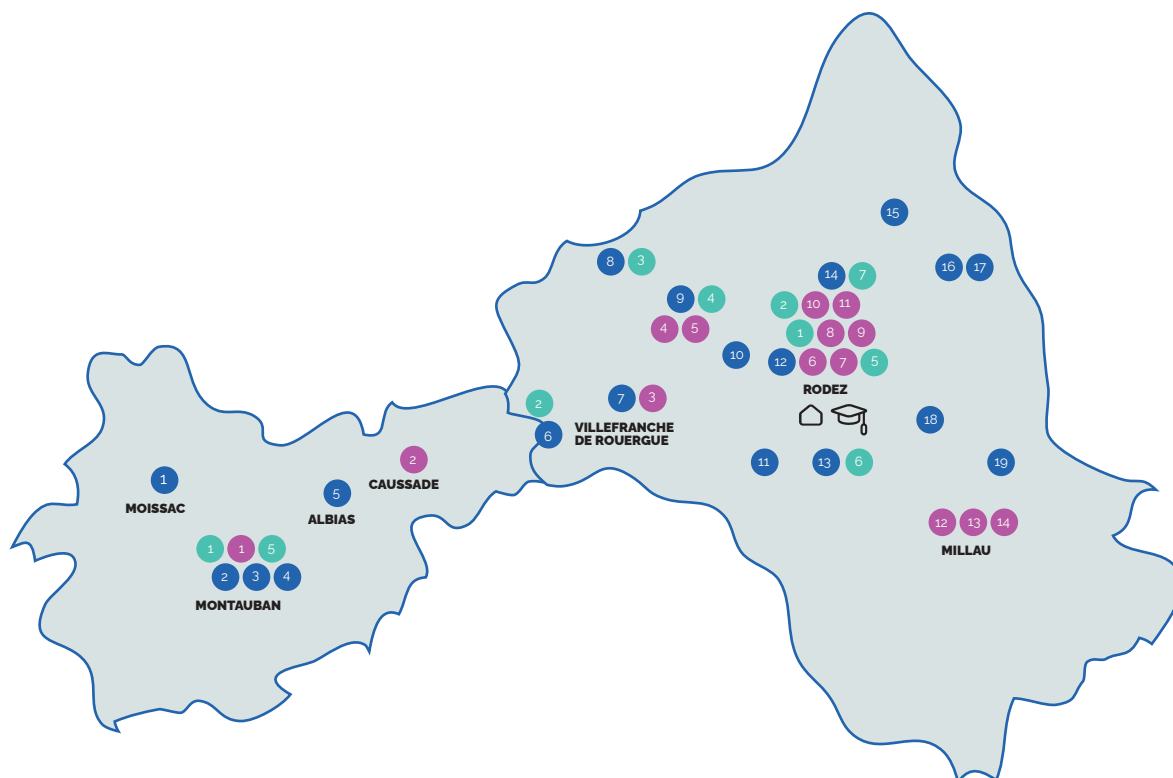 15
8 3
16 17
14 7
9 4
2 10 11
4 5
1 8 9
10
12 6 7 5
RODEZ
2
7 3
18
6
VILLEFRANCHE
DE ROUERGUE
2
CAUSSADE
11
13 6
19
1
MOISSAC
5
ALBIAS
12 13 14
MILLAU
1 1 5
2 3 4
MONTAUBAN